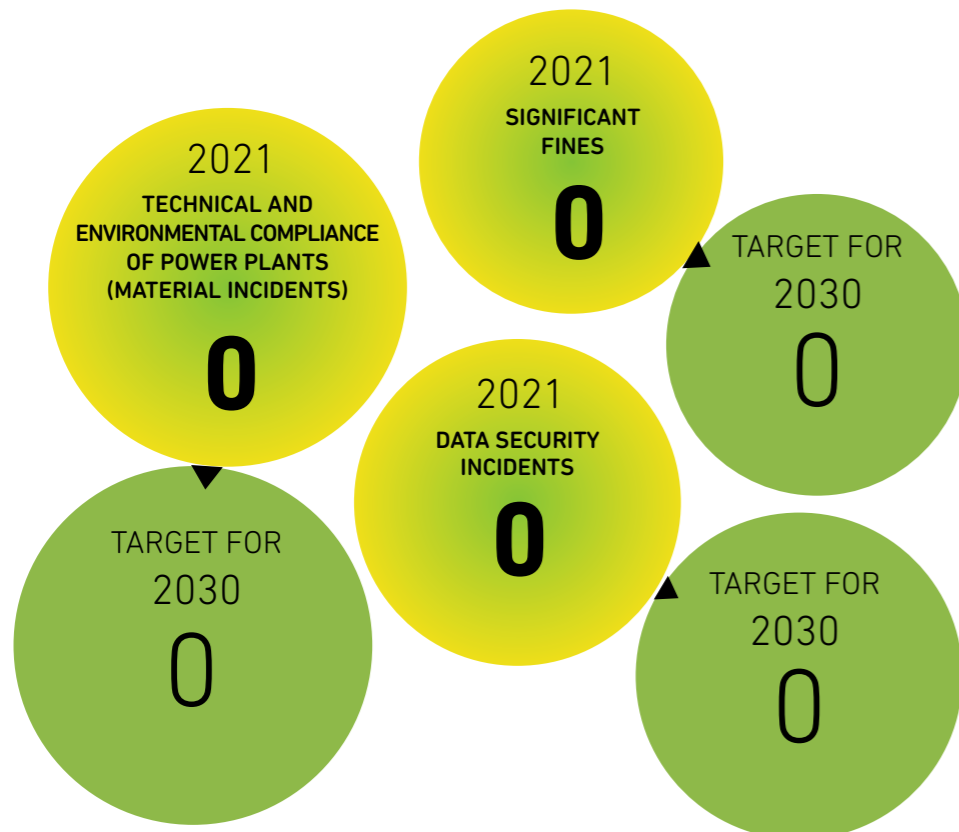 2021
TECHNICAL AND
ENVIRONMENTAL COMPLIANCE
OF POWER PLANTS
(MATERIAL INCIDENTS)
0
TARGET FOR
2030
0
2021
SIGNIFICANT
FINES
0
TARGET FOR
2030
0
2021
DATA SECURITY
INCIDENTS
0
TARGET FOR
2030
0